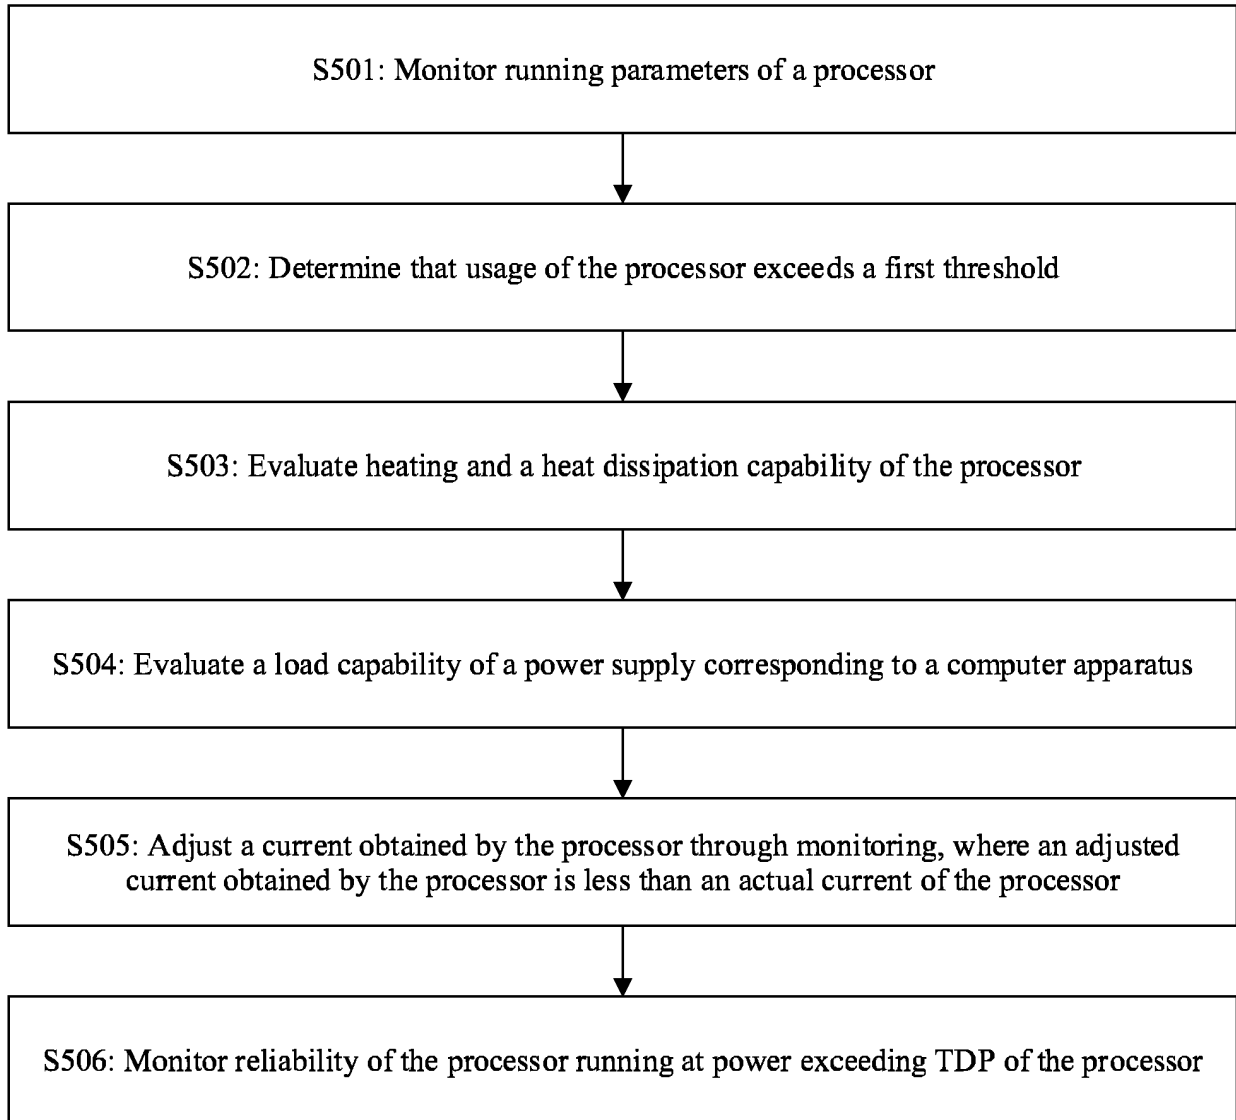 S501: Monitor running parameters of a processor
S502: Determine that usage of the processor exceeds a first threshold
S503: Evaluate heating and a heat dissipation capability of the processor
S504: Evaluate a load capability of a power supply corresponding to a computer apparatus
S505: Adjust a current obtained by the processor through monitoring, where an adjusted
current obtained by the processor is less than an actual current of the processor
S506: Monitor reliability of the processor running at power exceeding TDP of the processor